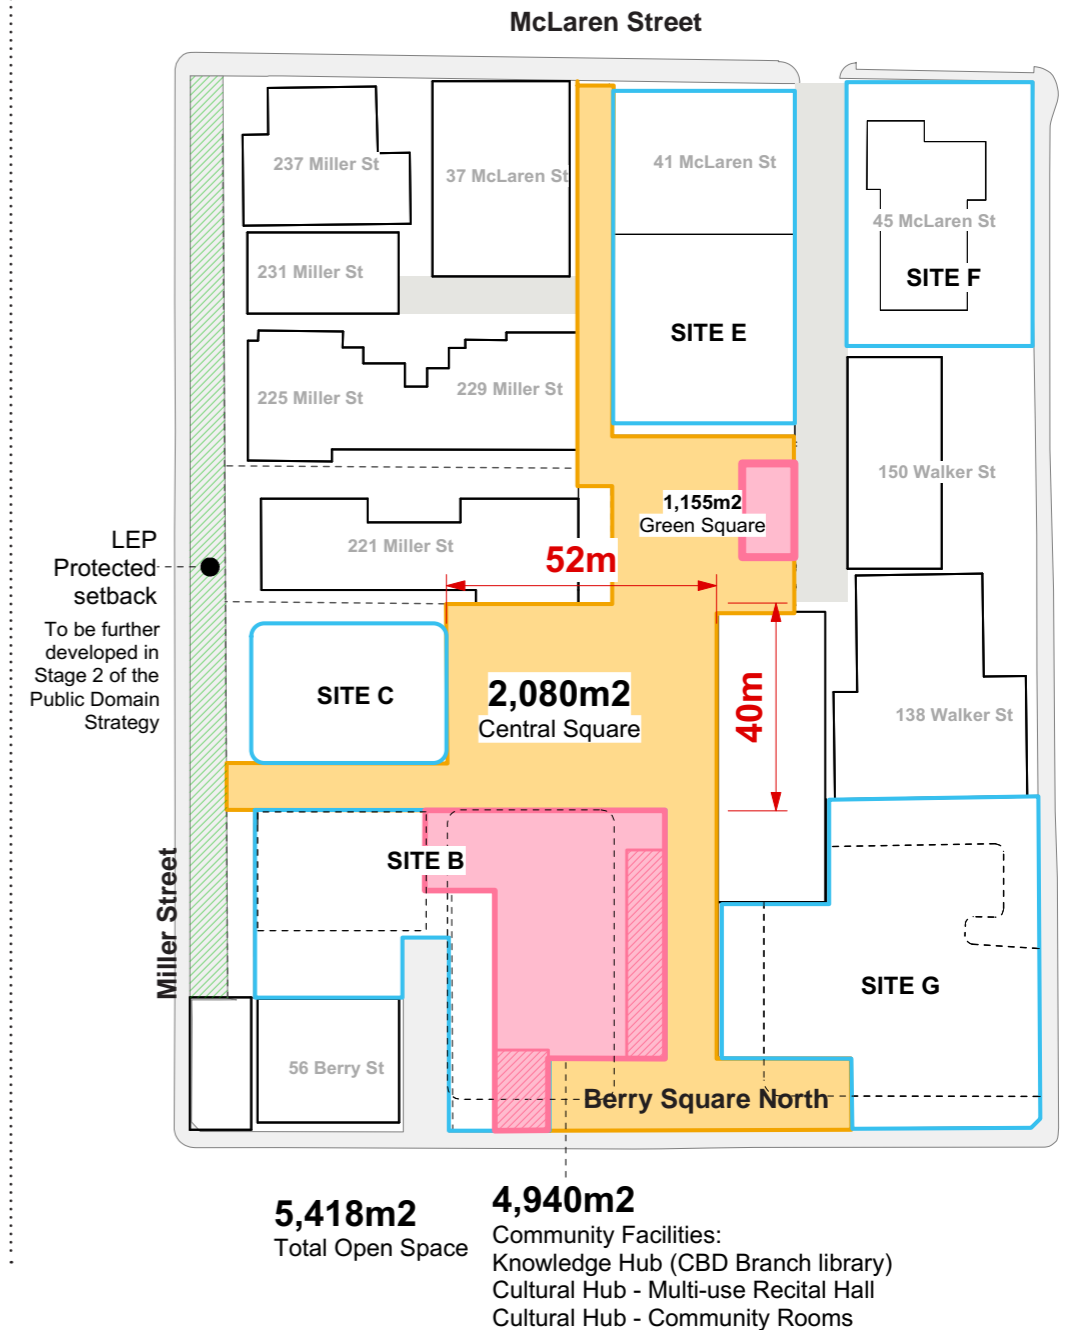 McLaren Street
237 Miller St
37 McLaren St
41 McLaren St
45 McLaren St
SITE F
231 Miller St
SITE E
225 Miller St
229 Miller St
150 Walker St
1,155m2
Green Square
221 Miller St
52m
LEP
Protected
setback
To be further
developed in
Stage 2 of the
Public Domain
Strategy
SITE C
2,080m2
Central Square
40m
138 Walker St
SITE B
Miller Street
SITE G
56 Berry St
Berry Square North
5,418m2
Total Open Space
4,940m2
Community Facilities:
Knowledge Hub (CBD Branch library)
Cultural Hub - Multi-use Recital Hall
Cultural Hub - Community Rooms